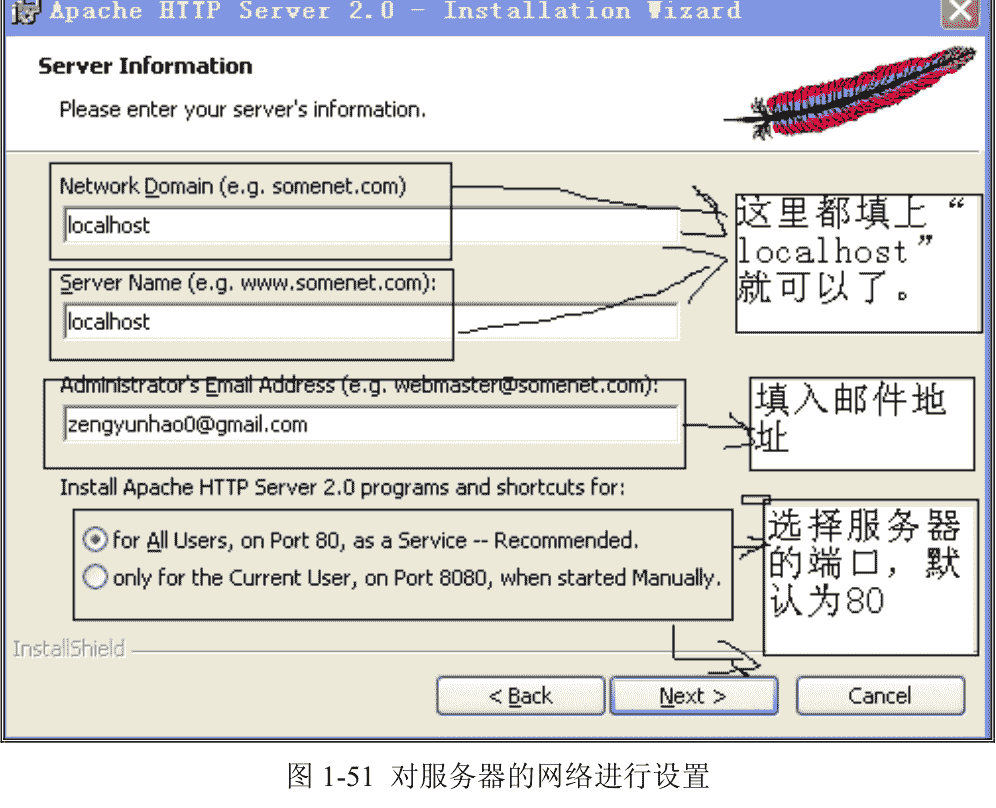 Apache HTTP Server 2.0 - Installation Wizard
Server Information
Please enter your server's information.
Network Domain (e.g. somenet.com)
localhost
这里都填上“
localhost”
就可以了。
Server Name (e.g. www.somenet.com):
localhost
Administrator's Email Address (e.g. webmaster@somenet.com):
zengyunhao0@gmail.com
填入邮件地
址
Install Apache HTTP Server 2.0 programs and shortcuts for:
for All Users, on Port 80, as a Service -- Recommended.
only for the Current User, on Port 8080, when started Manually.
选择服务器
的端口，默
认为80
InstallShield
< Back
Next >
Cancel
图 1-51 对服务器的网络进行设置